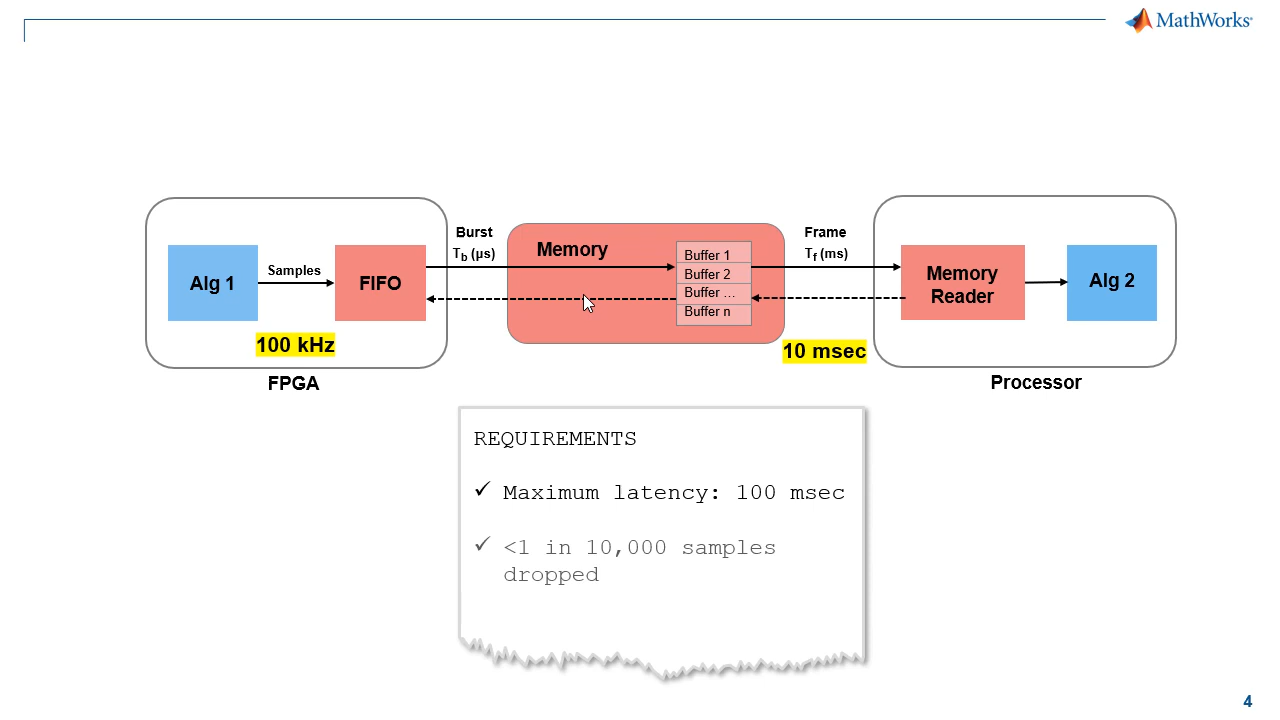 MathWorks®
Burst
Tb (µs)
Frame
Tf (ms)
Memory
Alg 1
Samples
FIFO
Buffer 1
Buffer 2
Buffer ...
Buffer n
Memory
Reader
Alg 2
100 kHz
10 msec
FPGA
Processor
REQUIREMENTS
✓ Maximum latency: 100 msec
✓ <1 in 10,000 samples
dropped
4